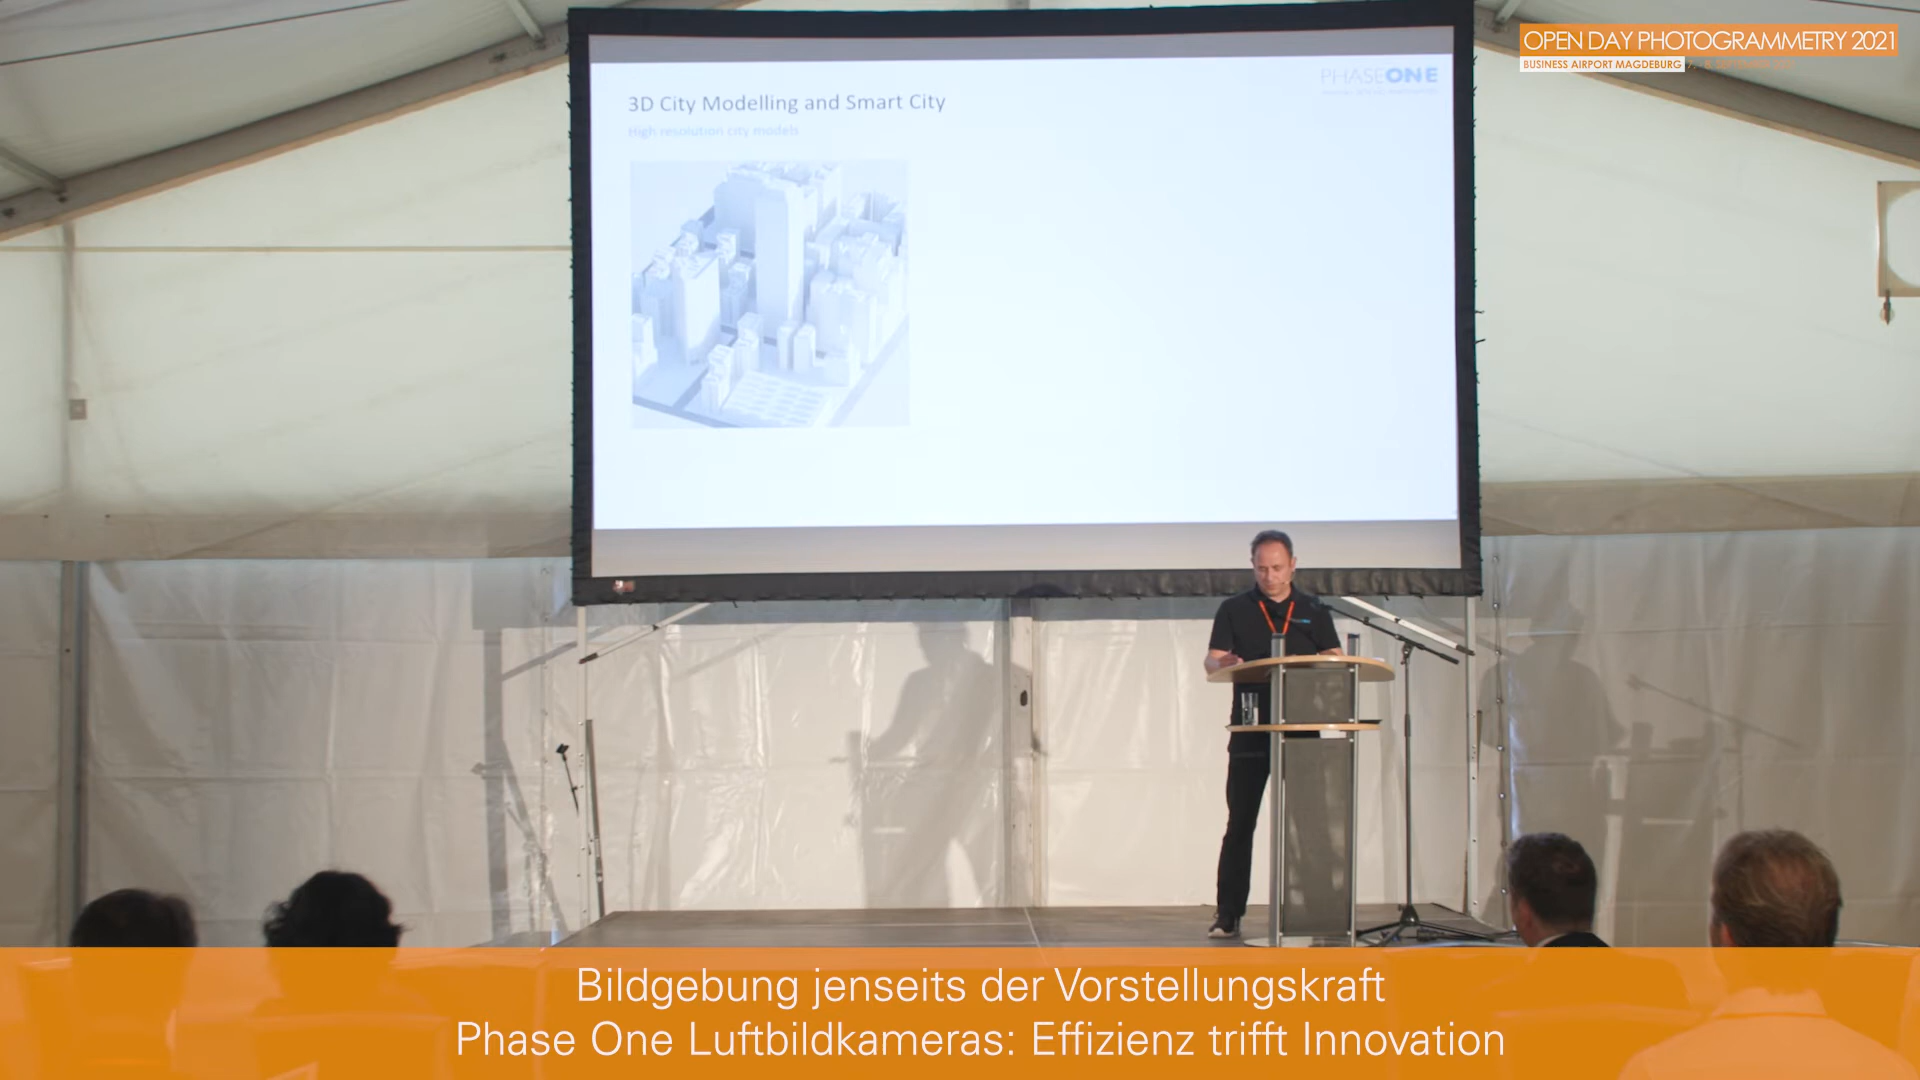 OPEN DAY PHOTOGRAMMETRY 2021
BUSINESS AIRPORT MAGDEBURG
PHASEONE
3D City Modelling and Smart City
High resolution city models
Bildgebung jenseits der Vorstellungskraft
Phase One Luftbildkameras: Effizienz trifft Innovation